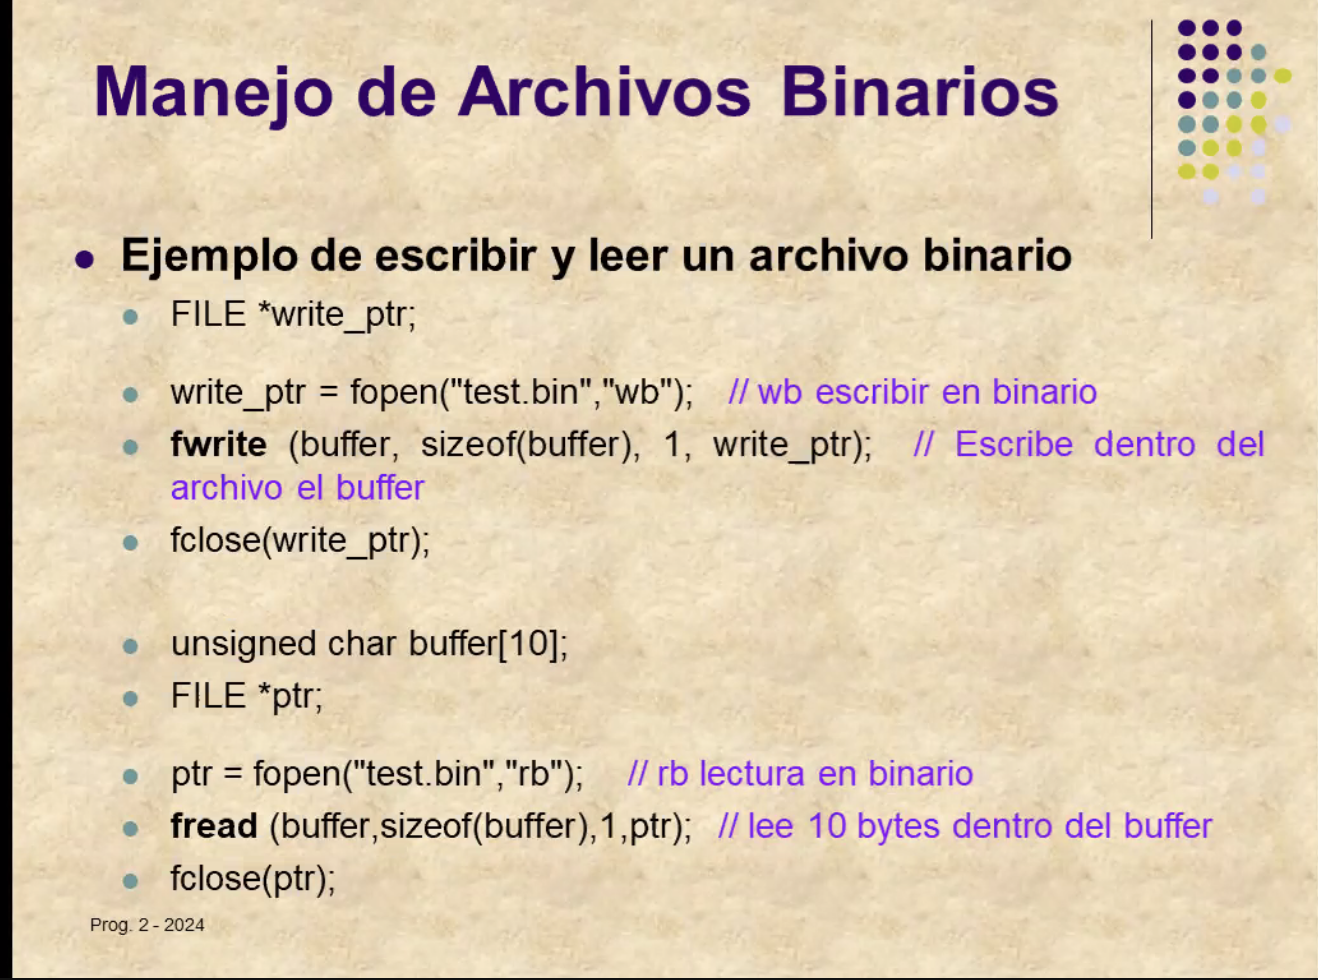 Manejo de Archivos Binarios
Ejemplo de escribir y leer un archivo binario
FILE *write_ptr;
write_ptr = fopen("test.bin","wb"); // wb escribir en binario
fwrite (buffer, sizeof(buffer), 1, write_ptr); // Escribe dentro del
archivo el buffer
fclose(write_ptr);
unsigned char buffer[10];
FILE *ptr;
ptr = fopen("test.bin","rb"); // rb lectura en binario
fread (buffer,sizeof(buffer),1,ptr); // lee 10 bytes dentro del buffer
fclose(ptr);
Prog. 2 - 2024